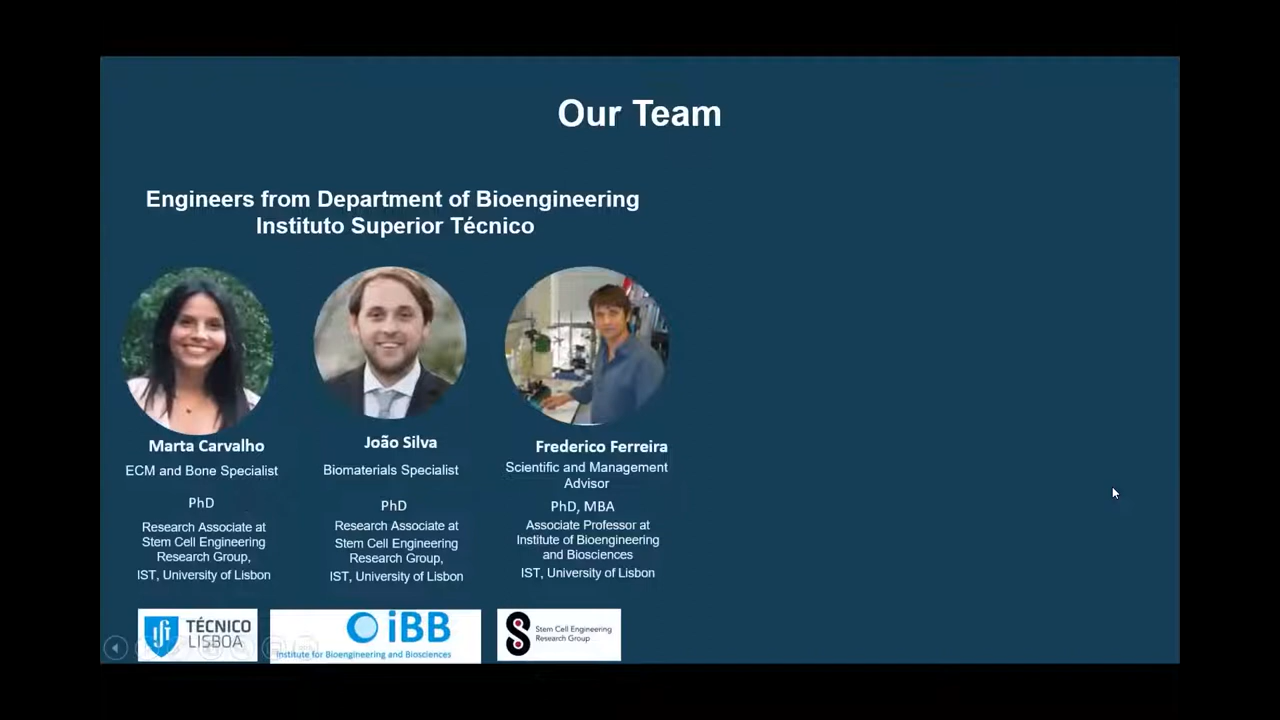 Our Team
Engineers from Department of Bioengineering
Instituto Superior Técnico
Marta Carvalho
ECM and Bone Specialist
PhD
Research Associate at
Stem Cell Engineering
Research Group,
IST, University of Lisbon
João Silva
Biomaterials Specialist
PhD
Research Associate at
Stem Cell Engineering
Research Group,
IST, University of Lisbon
Frederico Ferreira
Scientific and Management
Advisor
PhD, MBA
Associate Professor at
Institute of Bioengineering
and Biosciences
IST, University of Lisbon
TÉCNICO
LISBOA
iBB
Institute for Bioengineering and Biosciences
Stem Cell Engineering
Research Group